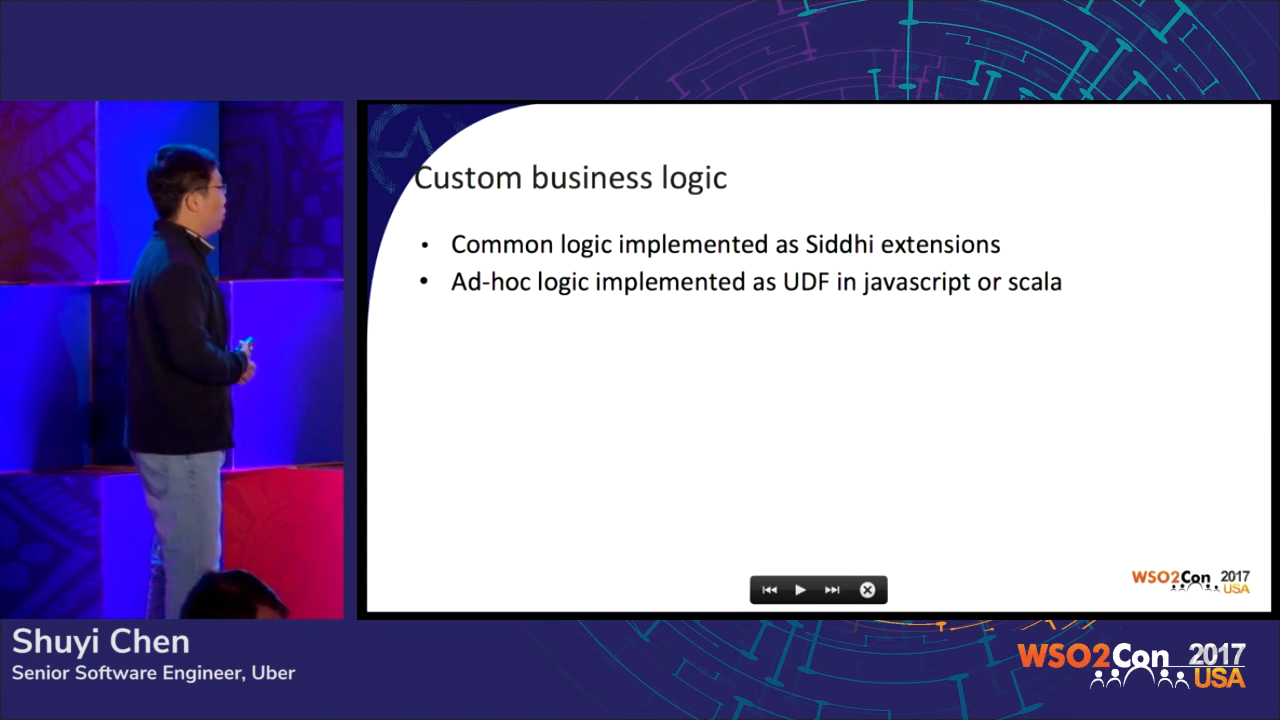 Custom business logic
• Common logic implemented as Siddhi extensions
• Ad-hoc logic implemented as UDF in javascript or scala
WSO2Con 2017
USA
Shuyi Chen
Senior Software Engineer, Uber
WSO2Con 2017
USA